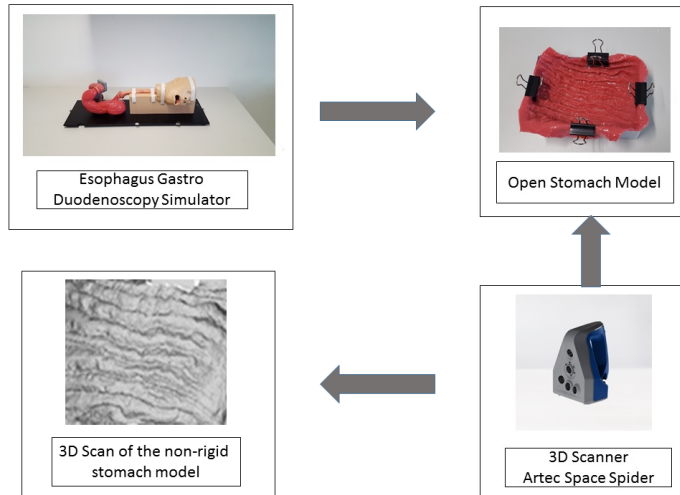 Esophagus Gastro
Duodenoscopy Simulator
Open Stomach Model
3D Scan of the non-rigid
stomach model
3D Scanner
Artec Space Spider